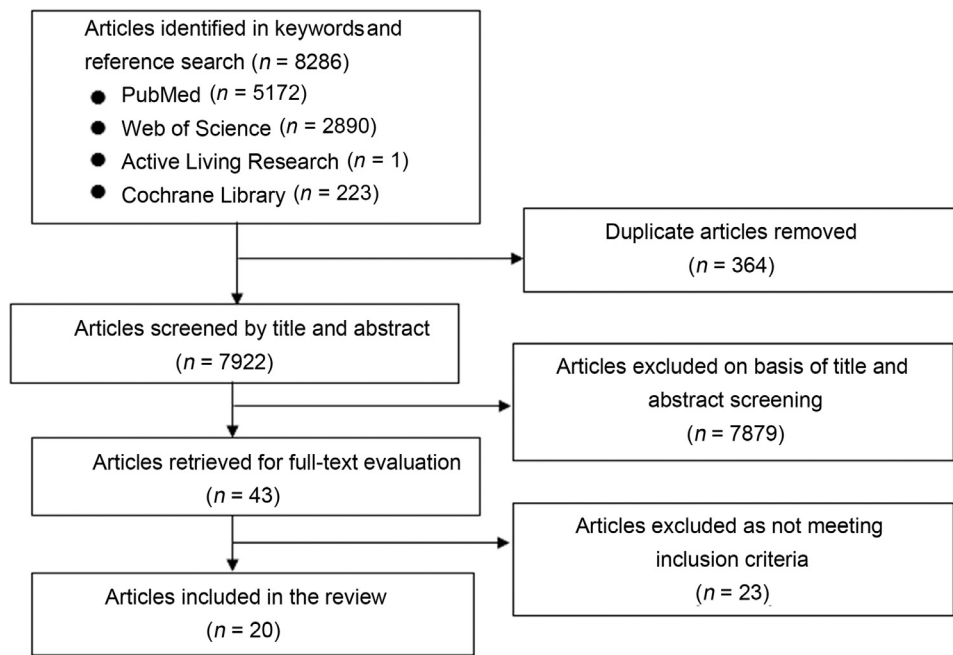 Articles identified in keywords and
reference search (n = 8286)
● PubMed (n = 5172)
● Web of Science (n = 2890)
● Active Living Research (n = 1)
● Cochrane Library (n = 223)
Duplicate articles removed
(n = 364)
Articles screened by title and abstract
(n = 7922)
Articles excluded on basis of title and
abstract screening
(n = 7879)
Articles retrieved for full-text evaluation
(n = 43)
Articles excluded as not meeting
inclusion criteria
(n = 23)
Articles included in the review
(n = 20)